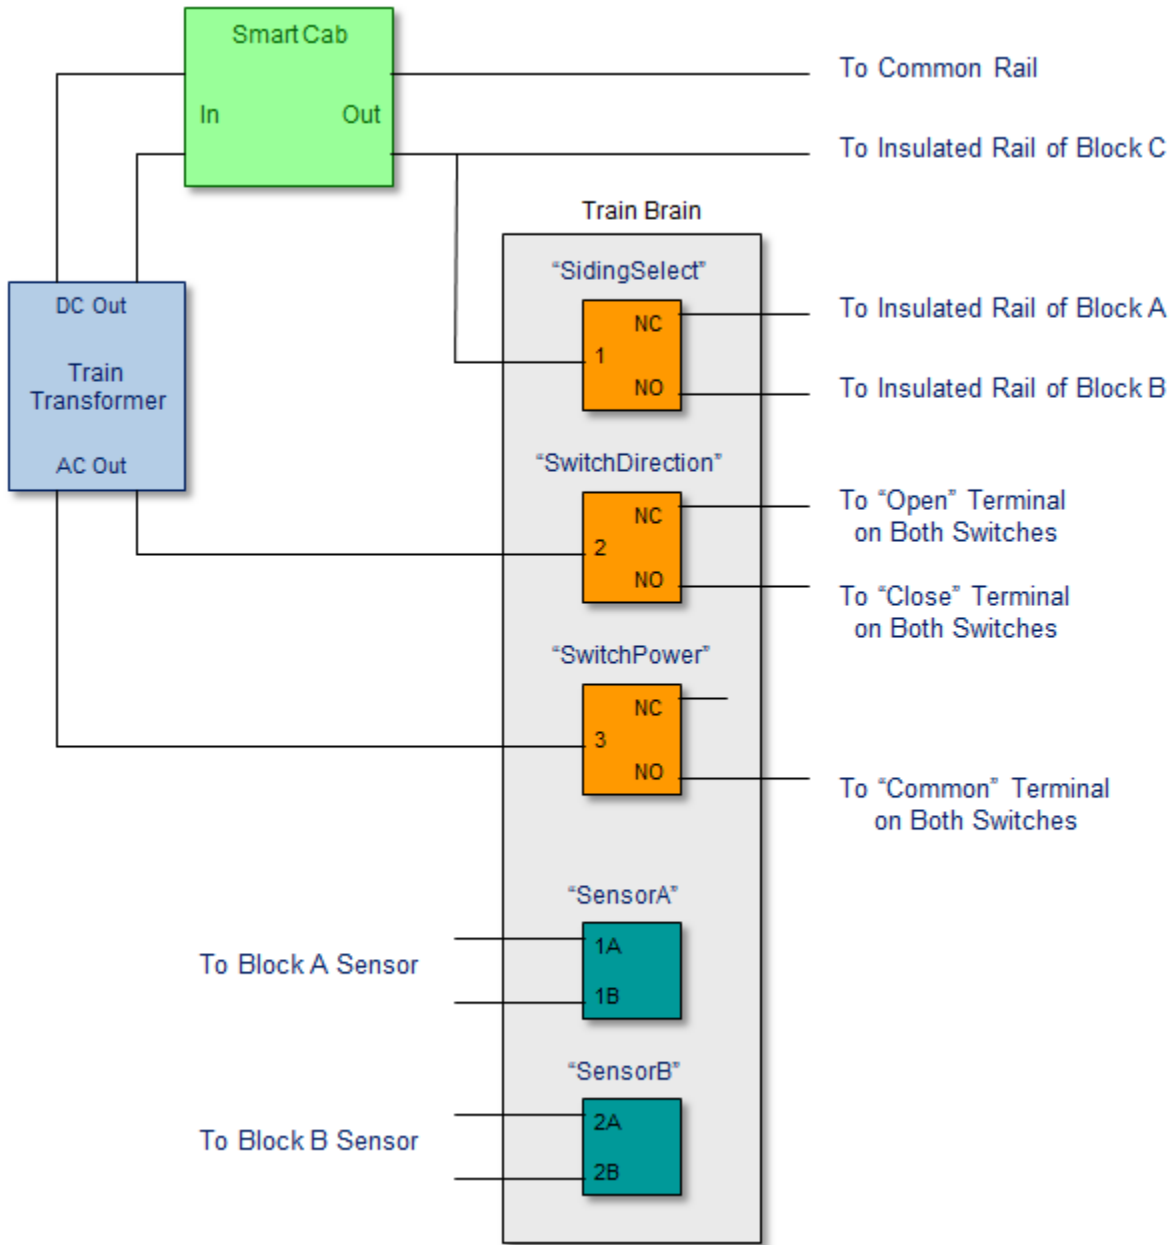 Smart Cab
In
Out
To Common Rail
To Insulated Rail of Block C
Train Brain
“SidingSelect”
NC
1
NO
To Insulated Rail of Block A
To Insulated Rail of Block B
DC Out
Train
Transformer
AC Out
“SwitchDirection”
NC
2
NO
To “Open” Terminal
on Both Switches
To “Close” Terminal
on Both Switches
“SwitchPower”
NC
3
NO
To “Common” Terminal
on Both Switches
“SensorA”
1A
1B
To Block A Sensor
“SensorB”
2A
2B
To Block B Sensor